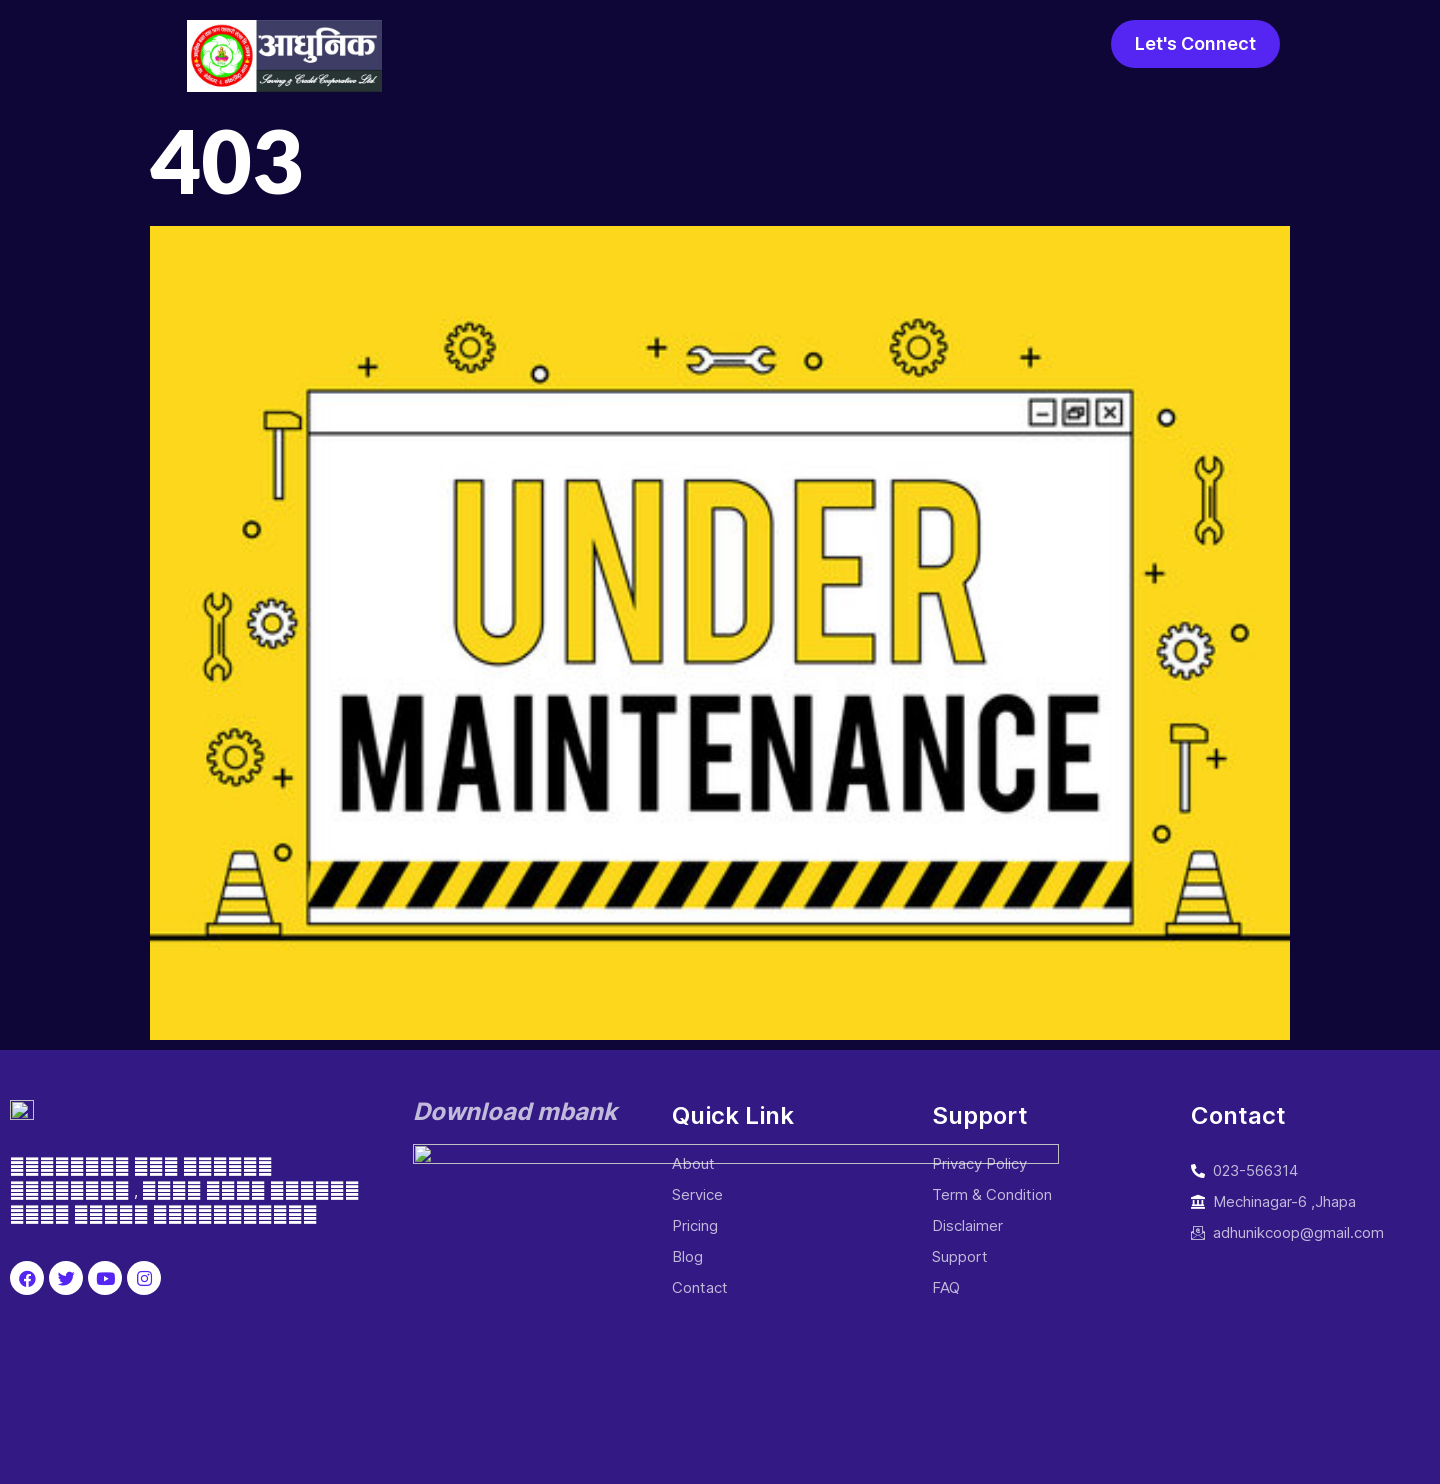 आधुनिक
Saving & Credit Cooperative Ltd.
Let's Connect
403
UNDER
MAINTENANCE
Download mbank
Quick Link
About
Service
Pricing
Blog
Contact
Support
Privacy Policy
Term & Condition
Disclaimer
Support
FAQ
Contact
023-566314
Mechinagar-6 ,Jhapa
adhunikcoop@gmail.com